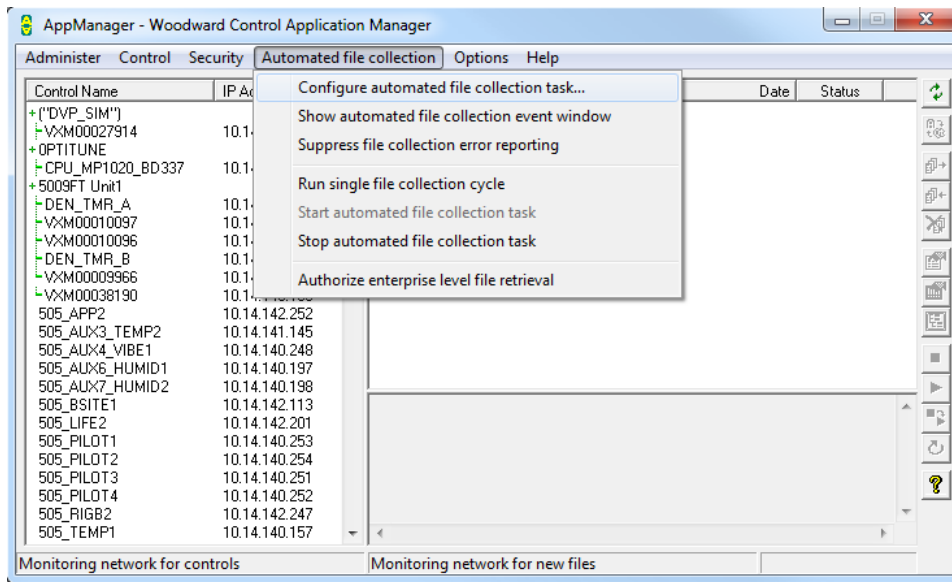 AppManager - Woodward Control Application Manager
Administer Control Security Automated file collection Options Help
Configure automated file collection task...
Show automated file collection event window
Suppress file collection error reporting
Run single file collection cycle
Start automated file collection task
Stop automated file collection task
Authorize enterprise level file retrieval
Control Name IP Date Status
+("DVP_SIM")
VXM00027914
+OPTITUNE
CPU_MP1020_BD337
+5009FT Unit1
DEN_TMR_A
VXM00010097
VXM00010096
DEN_TMR_B
VXM00009966
VXM00038190
505_APP2 10.14.142.252
505_AUX3_TEMP2 10.14.141.145
505_AUX4_VIBE1 10.14.140.248
505_AUX6_HUMID1 10.14.140.197
505_AUX7_HUMID2 10.14.140.198
505_BSITE1 10.14.142.113
505_LIFE2 10.14.142.201
505_PILOT1 10.14.140.253
505_PILOT2 10.14.140.254
505_PILOT3 10.14.140.251
505_PILOT4 10.14.140.252
505_RIGB2 10.14.142.247
505_TEMP1 10.14.140.157
Monitoring network for controls Monitoring network for new files